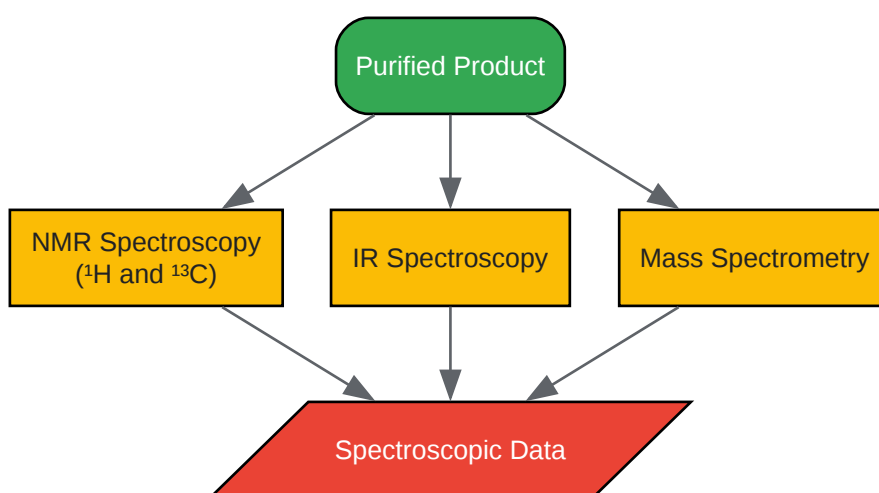 Purified Product
NMR Spectroscopy
(¹H and ¹³C)
IR Spectroscopy
Mass Spectrometry
Spectroscopic Data